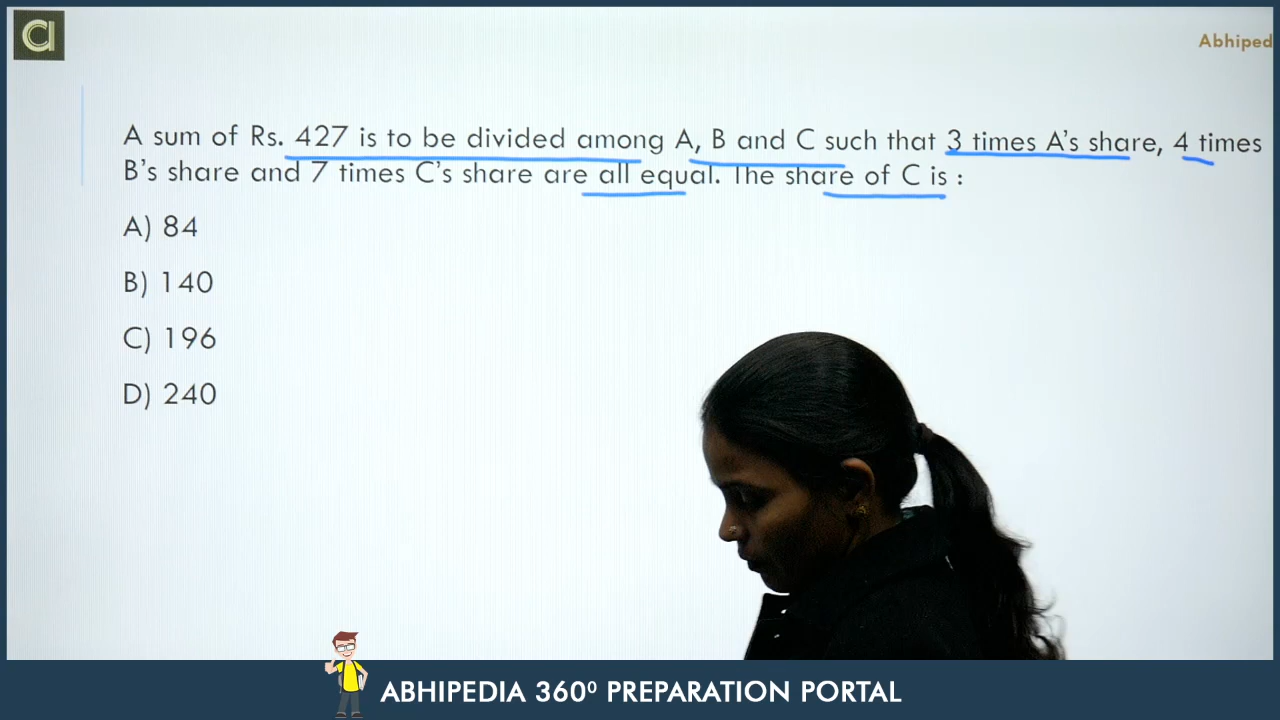 Abhiped
A sum of Rs. 427 is to be divided among A, B and C such that 3 times A's share, 4 times
B's share and 7 times C's share are all equal. The share of C is :
A) 84
B) 140
C) 196
D) 240
ABHIPEDIA 360⁰ PREPARATION PORTAL